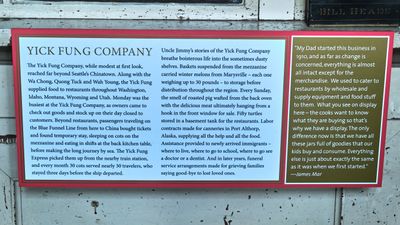 BILL HEADS
YICK FUNG COMPANY
The Yick Fung Company, while modest at first look,
reached far beyond Seattle's Chinatown. Along with the
Wa Chong, Quong Tuck and Wah Young, the Yick Fung
supplied food to restaurants throughout Washington,
Idaho, Montana, Wyoming and Utah. Monday was the
busiest at the Yick Fung Company, as owners came to
check out goods and stock up on their day closed to
customers. Beyond restaurants, passengers traveling on
the Blue Funnel Line from here to China bought tickets
and found temporary stay, sleeping on cots on the
mezzanine and eating in shifts at the back kitchen table,
before making the long journey by sea. The Yick Fung
Express picked them up from the nearby train station,
and every month 30 cots served nearly 30 travelers, who
stayed three days before the ship departed.
Uncle Jimmy's stories of the Yick Fung Company
breathe boisterous life into the sometimes dusty
shelves. Baskets suspended from the mezzanine
carried winter melons from Maryville – each one
weighing up to 30 pounds – to storage before
distribution throughout the region. Every Sunday,
the smell of roasted pig wafted from the back oven
with the delicious meat ultimately hanging from a
hook in the front window for sale. Fifty turtles
stored in a basement tank for the restaurants. Labor
contracts made for canneries in Port Althorp,
Alaska, supplying all the help and all the food.
Assistance provided to newly arrived immigrants –
where to live, where to go to school, where to go see
a doctor or a dentist. And in later years, funeral
service arrangements made for grieving families
saying good-bye to lost loved ones.
"My Dad started this business in
1910, and as far as change is
concerned, everything is almost
all intact except for the
merchandise. We used to cater to
restaurants by wholesale and
supply equipment and food stuff
to them. What you see on display
here – the cooks want to know
what they are buying so that's
why we have a display. The only
difference now is that we have all
these jars full of goodies that our
kids buy and consume. Everything
else is just about exactly the same
as it was when we first started."
—James Mar